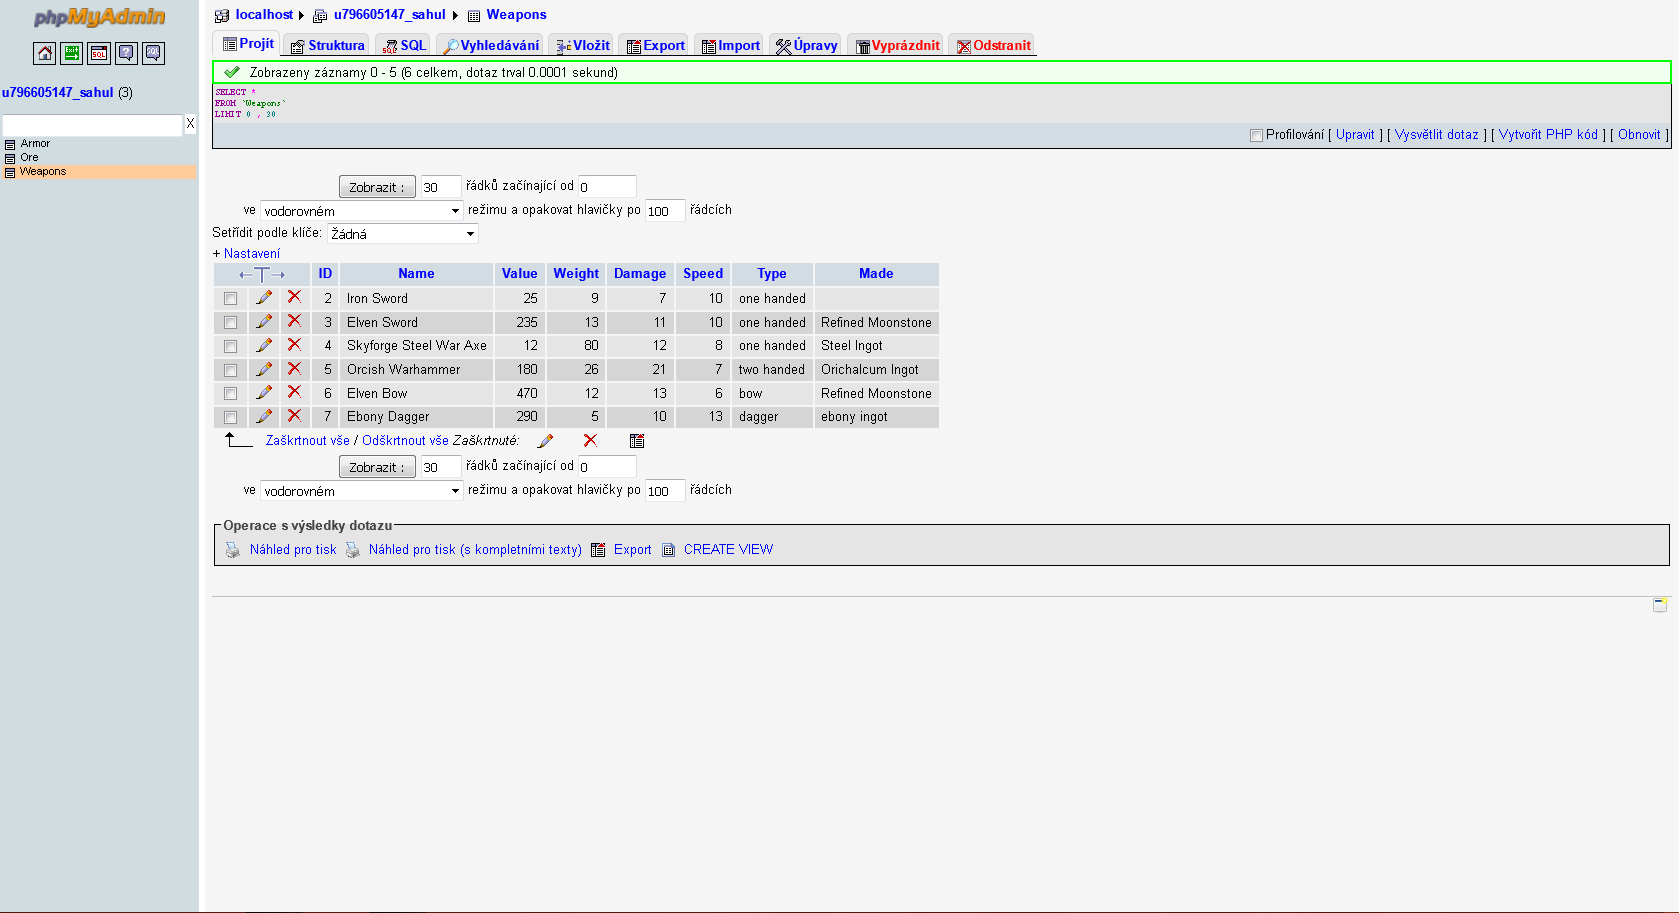 phpMyAdmin
SQL
SQL
u796605147_sahul (3)
X
Armor
Ore
Weapons
localhost u796605147_sahul Weapons
Projít Struktura SQL Vyhledávání Vložit Export Import Úpravy Vyprázdnit Odstranit
Zobrazeny záznamy 0 - 5 (6 celkem, dotaz trval 0.0001 sekund)
SELECT *
FROM `Weapons`
LIMIT 0 , 30
Profilování [ Upravit ] [ Vysvětlit dotaz ] [ Vytvořit PHP kód ] [ Obnovit ]
Zobrazit : 30 řádků začínající od 0
ve vodorovném režimu a opakovat hlavičky po 100 řádcích
Setřídit podle klíče: Žádná
+ Nastavení
←T→ ID Name Value Weight Damage Speed Type Made
2 Iron Sword 25 9 7 10 one handed
3 Elven Sword 235 13 11 10 one handed Refined Moonstone
4 Skyforge Steel War Axe 12 80 12 8 one handed Steel Ingot
5 Orcish Warhammer 180 26 21 7 two handed Orichalcum Ingot
6 Elven Bow 470 12 13 6 bow Refined Moonstone
7 Ebony Dagger 290 5 10 13 dagger ebony ingot
Zaškrtnout vše / Odškrtnout vše Zaškrtnuté:
Zobrazit : 30 řádků začínající od 0
ve vodorovném režimu a opakovat hlavičky po 100 řádcích
Operace s výsledky dotazu
Náhled pro tisk Náhled pro tisk (s kompletními texty) Export CREATE VIEW